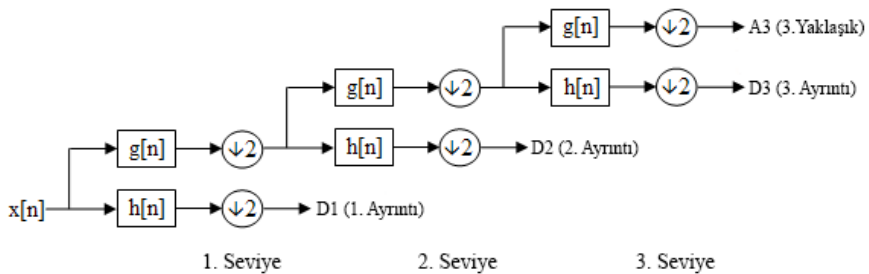 g[n] ↓2 A3 (3.Yaklaşık)
g[n] ↓2 h[n] ↓2 D3 (3. Ayrıntı)
g[n] ↓2 h[n] ↓2 D2 (2. Ayrıntı)
x[n] h[n] ↓2 D1 (1. Ayrıntı)
1. Seviye 2. Seviye 3. Seviye